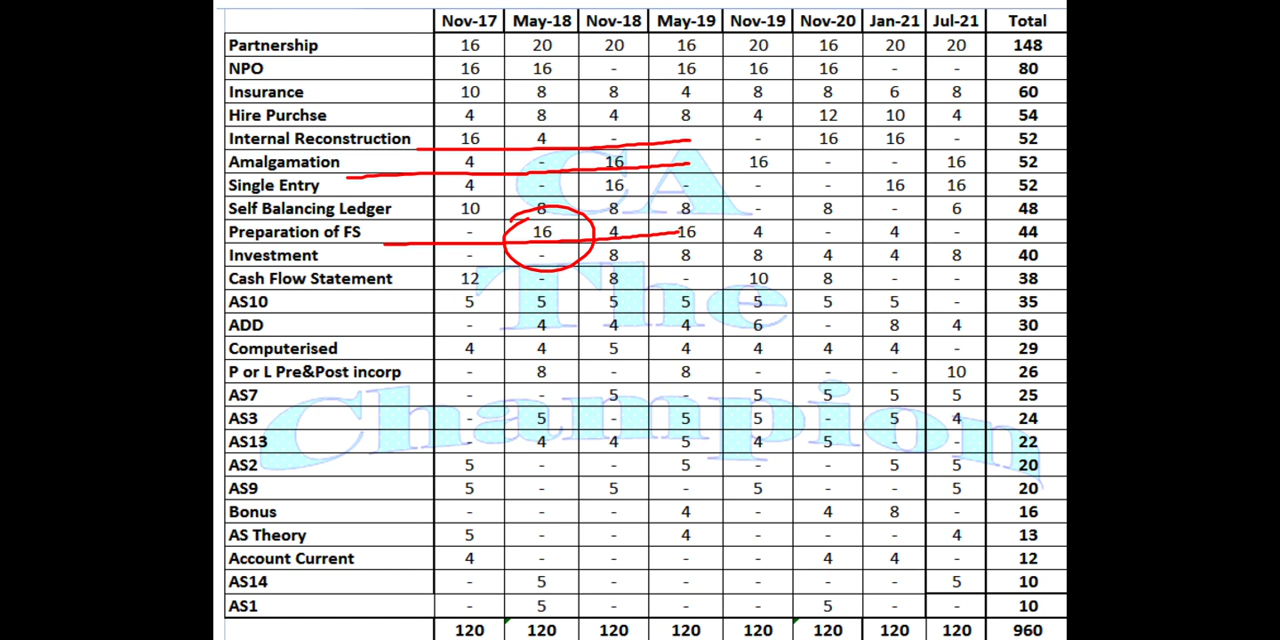 Nov-17 May-18 Nov-18 May-19 Nov-19 Nov-20 Jan-21 Jul-21 Total
Partnership 16 20 20 16 20 16 20 20 148
NPO 16 16 - 16 16 16 - - 80
Insurance 10 8 8 4 8 8 6 8 60
Hire Purchse 4 8 4 8 4 12 10 4 54
Internal Reconstruction 16 4 - - - 16 16 - 52
Amalgamation 4 - 16 - 16 - - 16 52
Single Entry 4 - 16 - - - 16 16 52
Self Balancing Ledger 10 8 8 8 - 8 - 6 48
Preparation of FS - 16 4 16 4 - 4 - 44
Investment - - 8 8 8 4 4 8 40
Cash Flow Statement 12 - 8 - 10 8 - - 38
AS10 5 5 5 5 5 5 5 - 35
ADD - 4 4 4 6 - 8 4 30
Computerised 4 4 5 4 4 4 4 - 29
P or L Pre&Post incorp - 8 - 8 - - - 10 26
AS7 - - 5 - 5 5 5 5 25
AS3 - 5 - 5 5 - 5 4 24
AS13 - 4 4 5 4 5 - - 22
AS2 5 - - 5 - - 5 5 20
AS9 5 - 5 - 5 - - 5 20
Bonus - - - 4 - 4 8 - 16
AS Theory 5 - - 4 - - - 4 13
Account Current 4 - - - - 4 4 - 12
AS14 - 5 - - - - - 5 10
AS1 - 5 - - - 5 - - 10
120 120 120 120 120 120 120 120 960
CA
The
Champion